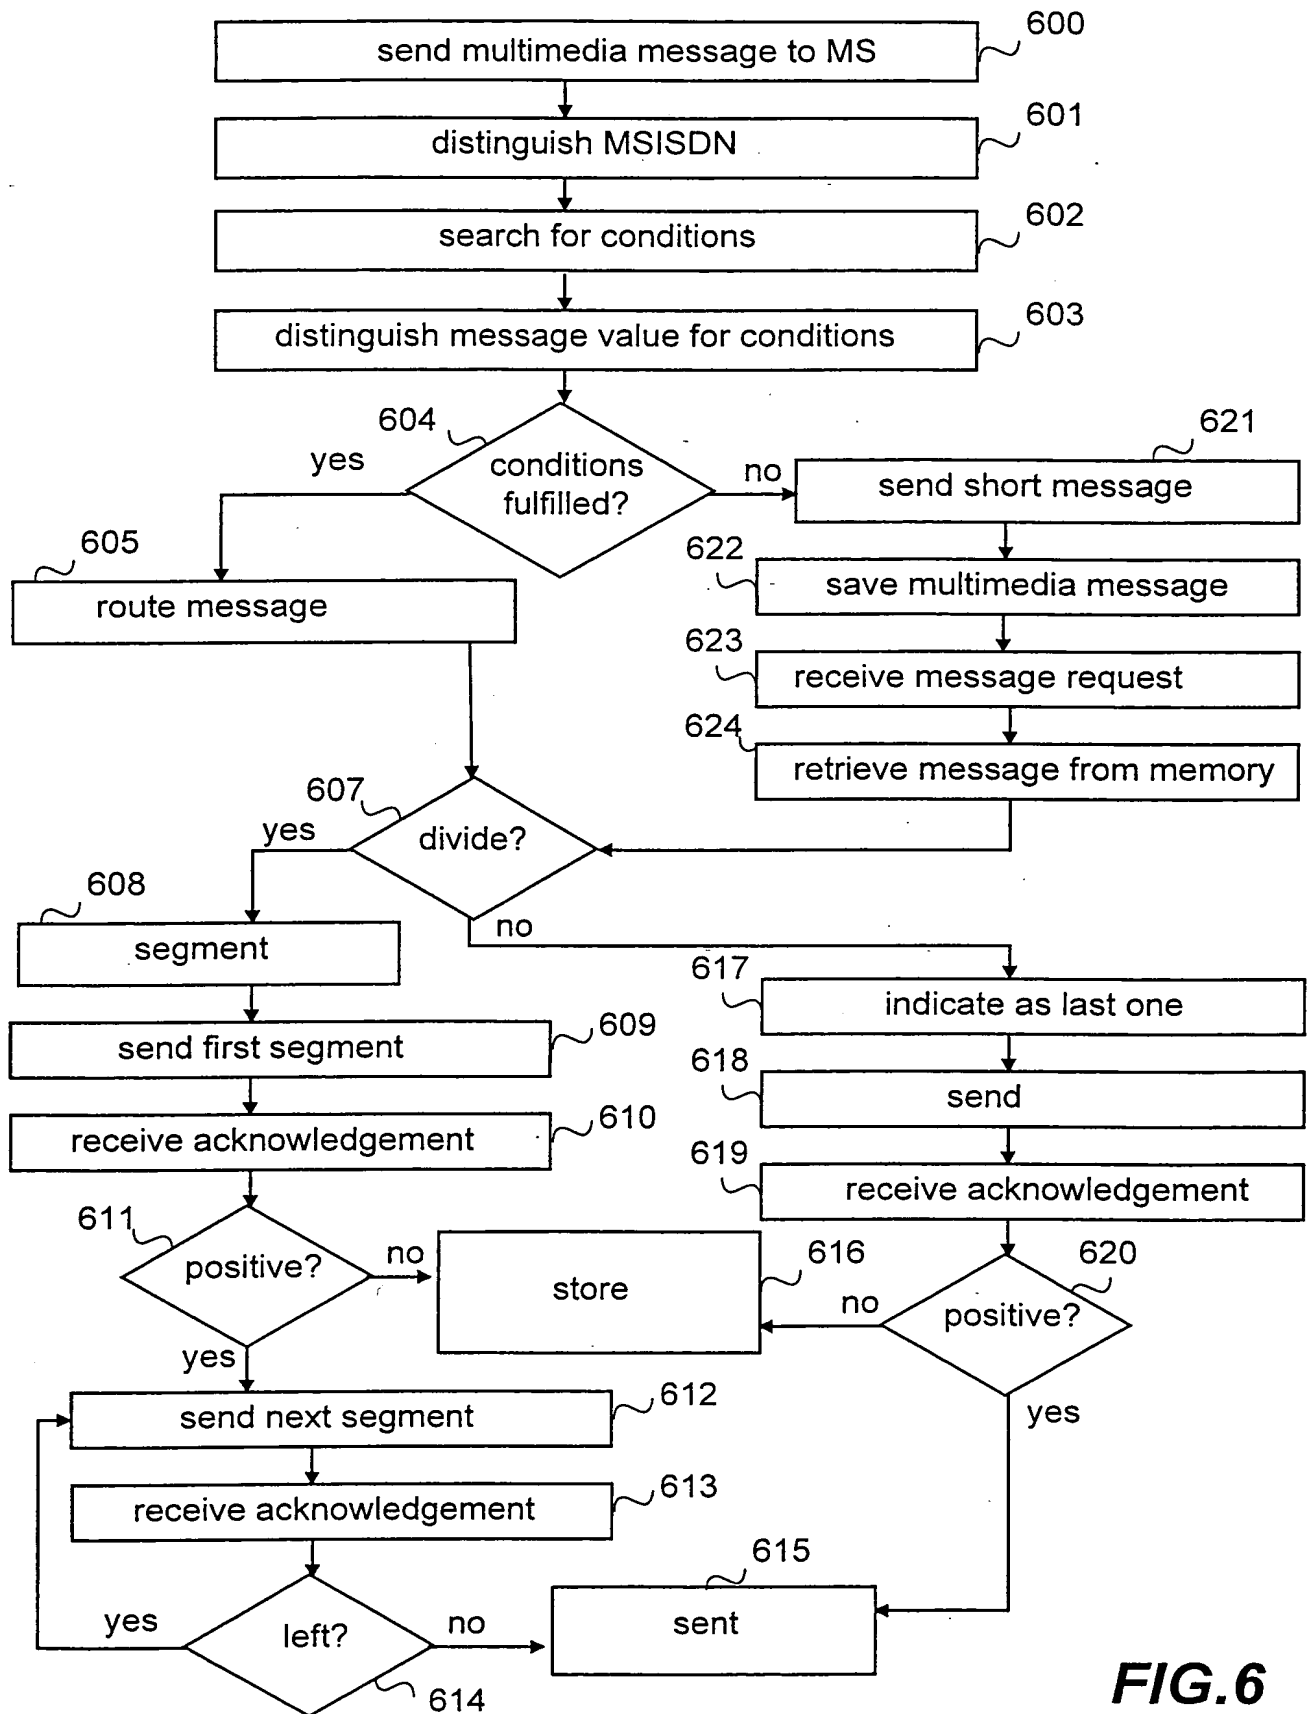 send multimedia message to MS
600
distinguish MSISDN
601
search for conditions
602
distinguish message value for conditions
603
604
conditions
fulfilled?
yes
no
621
send short message
605
route message
622
save multimedia message
623
receive message request
624
retrieve message from memory
607
divide?
yes
no
608
segment
617
indicate as last one
609
send first segment
618
send
610
receive acknowledgement
619
receive acknowledgement
611
positive?
no
616
store
620
positive?
no
yes
yes
612
send next segment
613
receive acknowledgement
615
sent
yes
left?
no
614
FIG.6